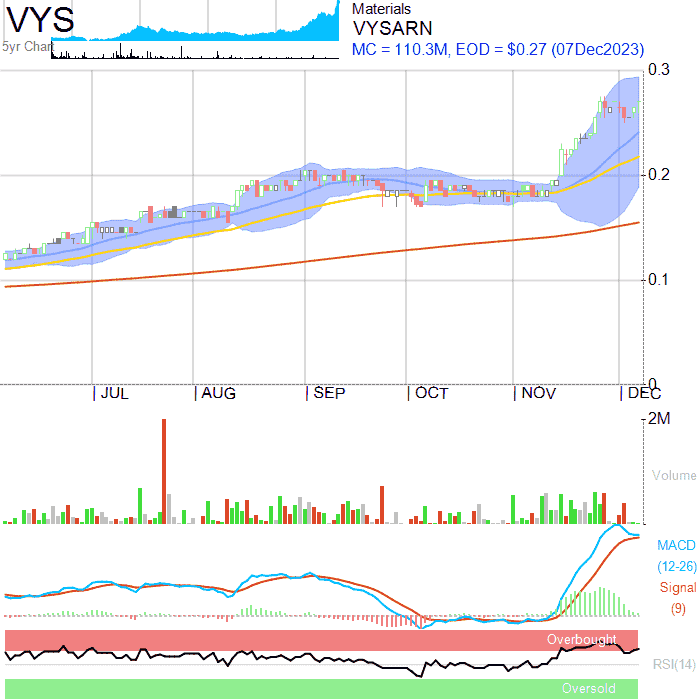 VYS
5yr Chart
Materials
VYSARN
MC = 110.3M, EOD = $0.27 (07Dec2023)
0.3
0.2
0.1
0
JUL AUG SEP OCT NOV DEC
2M
Volume
MACD
(12-26)
Signal
(9)
Overbought
RSI(14)
Oversold